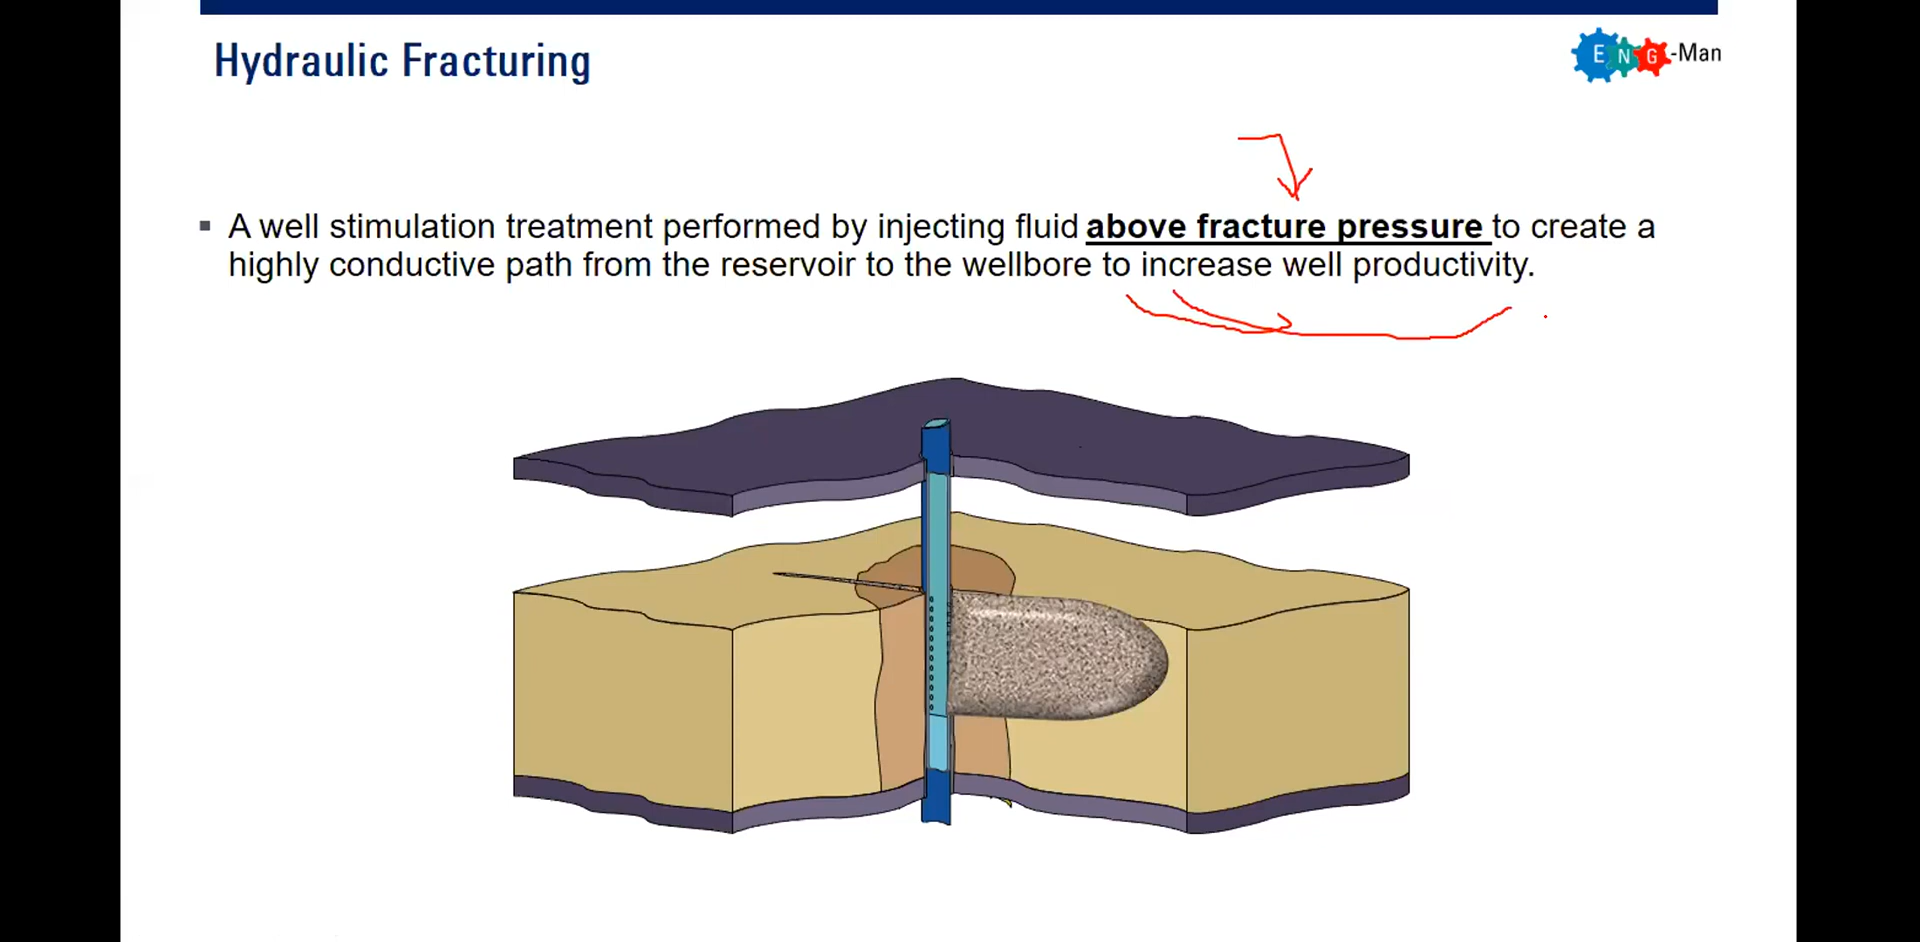 Hydraulic Fracturing
ENG-Man
▪ A well stimulation treatment performed by injecting fluid above fracture pressure to create a
highly conductive path from the reservoir to the wellbore to increase well productivity.